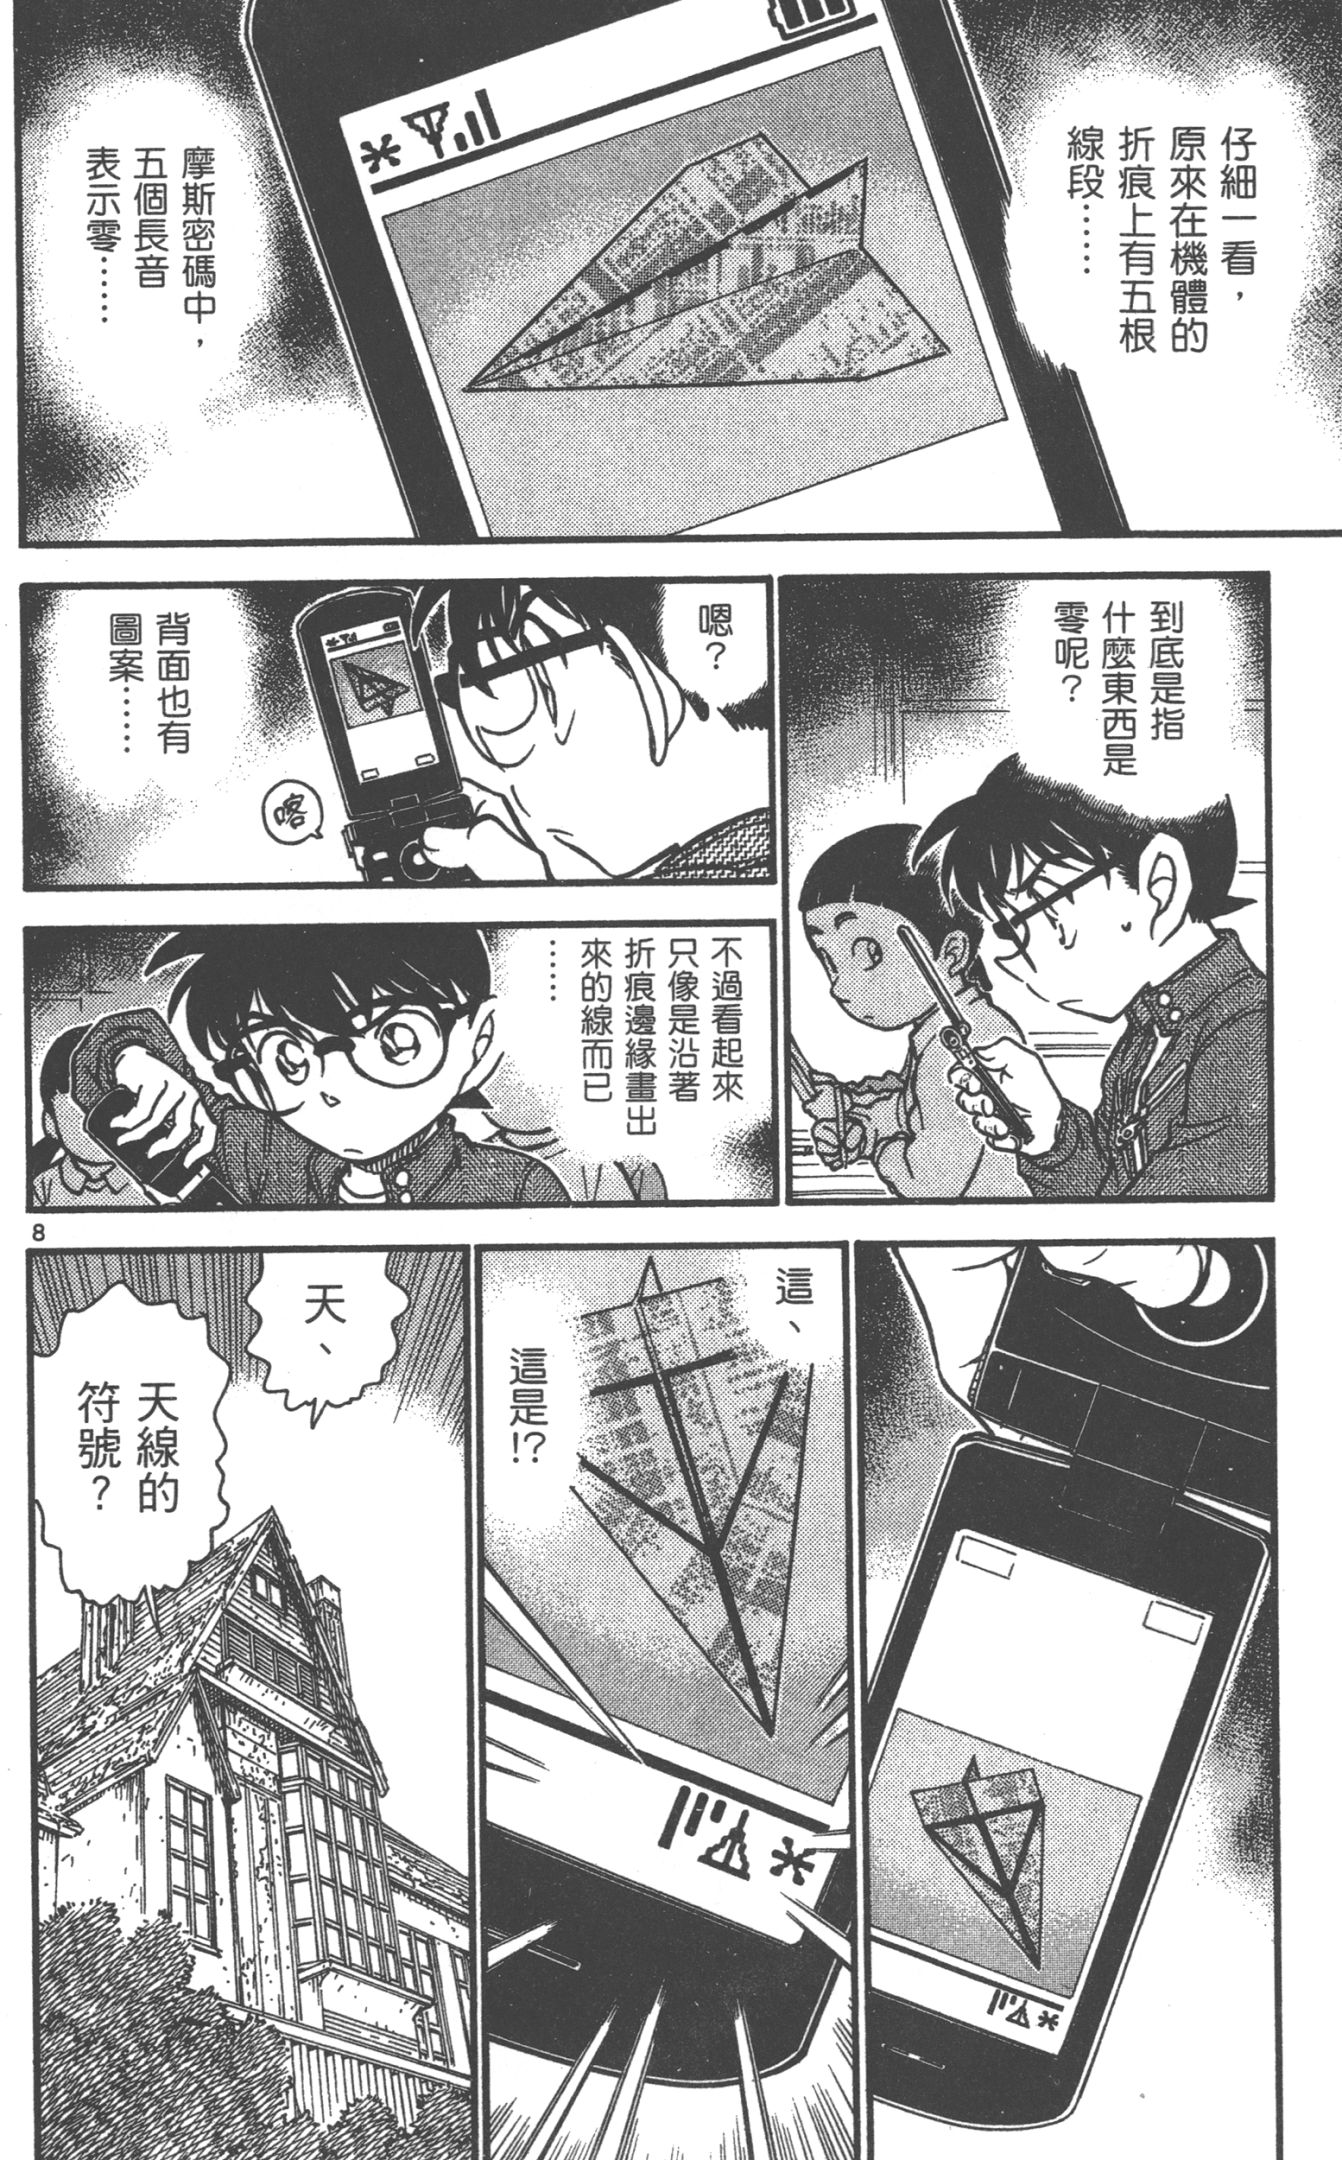 仔細一看，
原來在機體的
折痕上有五根
線段……
摩斯密碼中，
五個長音
表示零……
到底是指
什麼東西是
零呢？
嗯？
背面也有
圖案……
喀
不過看起來
只像是沿著
折痕邊緣畫出
來的線而已
……
8
這、
這是!?
天、
天線的
符號？